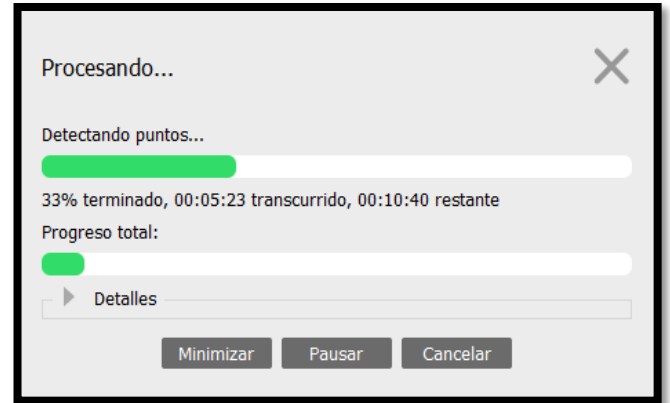 Procesando...
Detectando puntos...
33% terminado, 00:05:23 transcurrido, 00:10:40 restante
Progreso total:
Detalles
Minimizar Pausar Cancelar